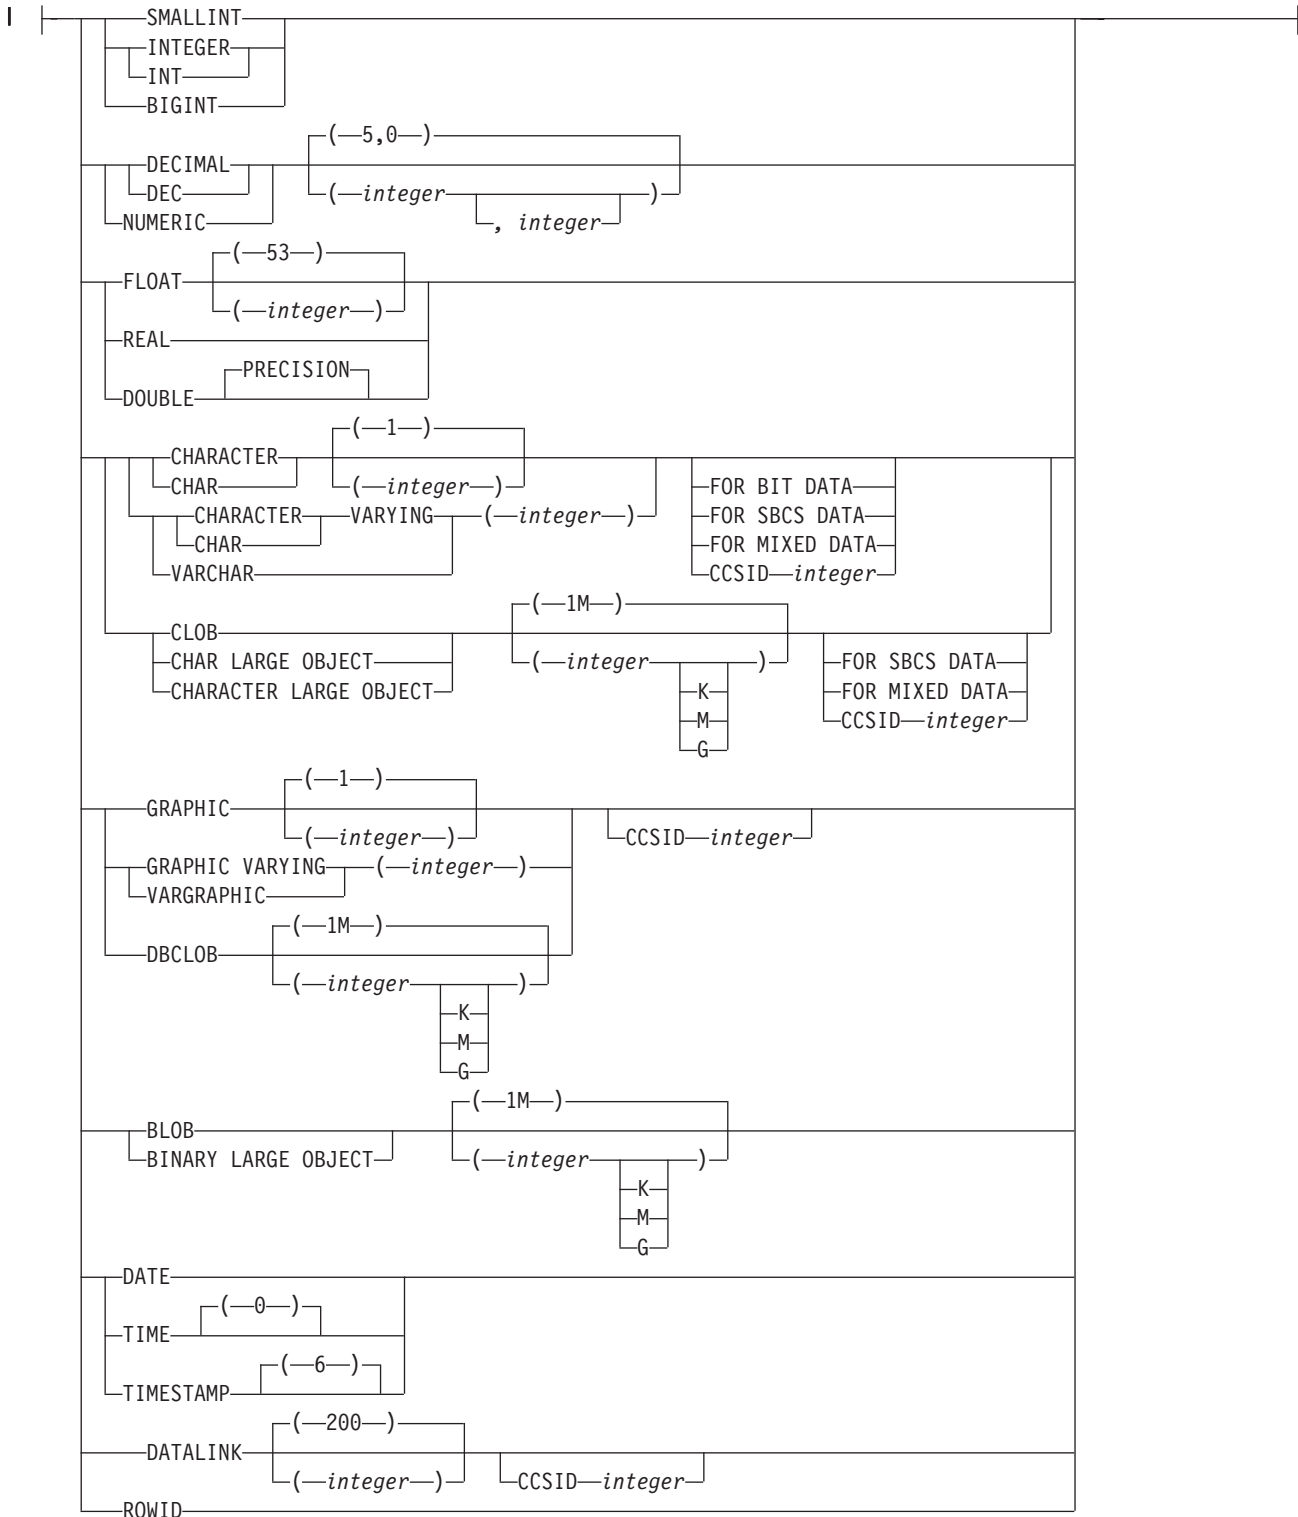 SMALLINT
INTEGER
INT
BIGINT
( 5,0 )
DECIMAL
DEC ( integer )
NUMERIC , integer
( 53 )
FLOAT
( integer )
REAL
PRECISION
DOUBLE
( 1 )
CHARACTER
CHAR ( integer ) FOR BIT DATA
CHARACTER VARYING ( integer ) FOR SBCS DATA
CHAR FOR MIXED DATA
VARCHAR CCSID integer
( 1M )
CLOB
CHAR LARGE OBJECT ( integer ) FOR SBCS DATA
CHARACTER LARGE OBJECT K FOR MIXED DATA
M CCSID integer
G
( 1 )
GRAPHIC
( integer ) CCSID integer
GRAPHIC VARYING ( integer )
VARGRAPHIC
( 1M )
DBCLOB
( integer )
K
M
G
( 1M )
BLOB
BINARY LARGE OBJECT ( integer )
K
M
G
DATE
( 0 )
TIME
( 6 )
TIMESTAMP
( 200 )
DATALINK
( integer ) CCSID integer
ROWID